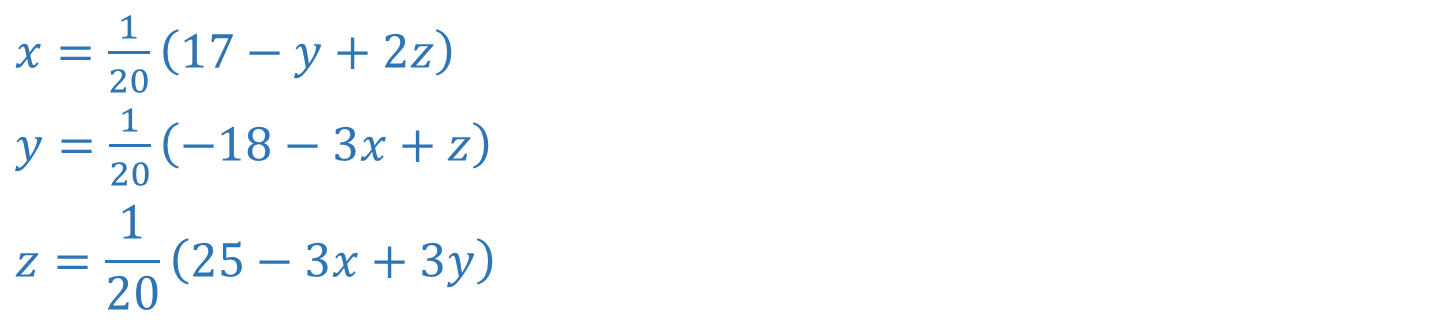 x = 1/20 (17 − y + 2z)
y = 1/20 (−18 − 3x + z)
z = 1/20 (25 − 3x + 3y)